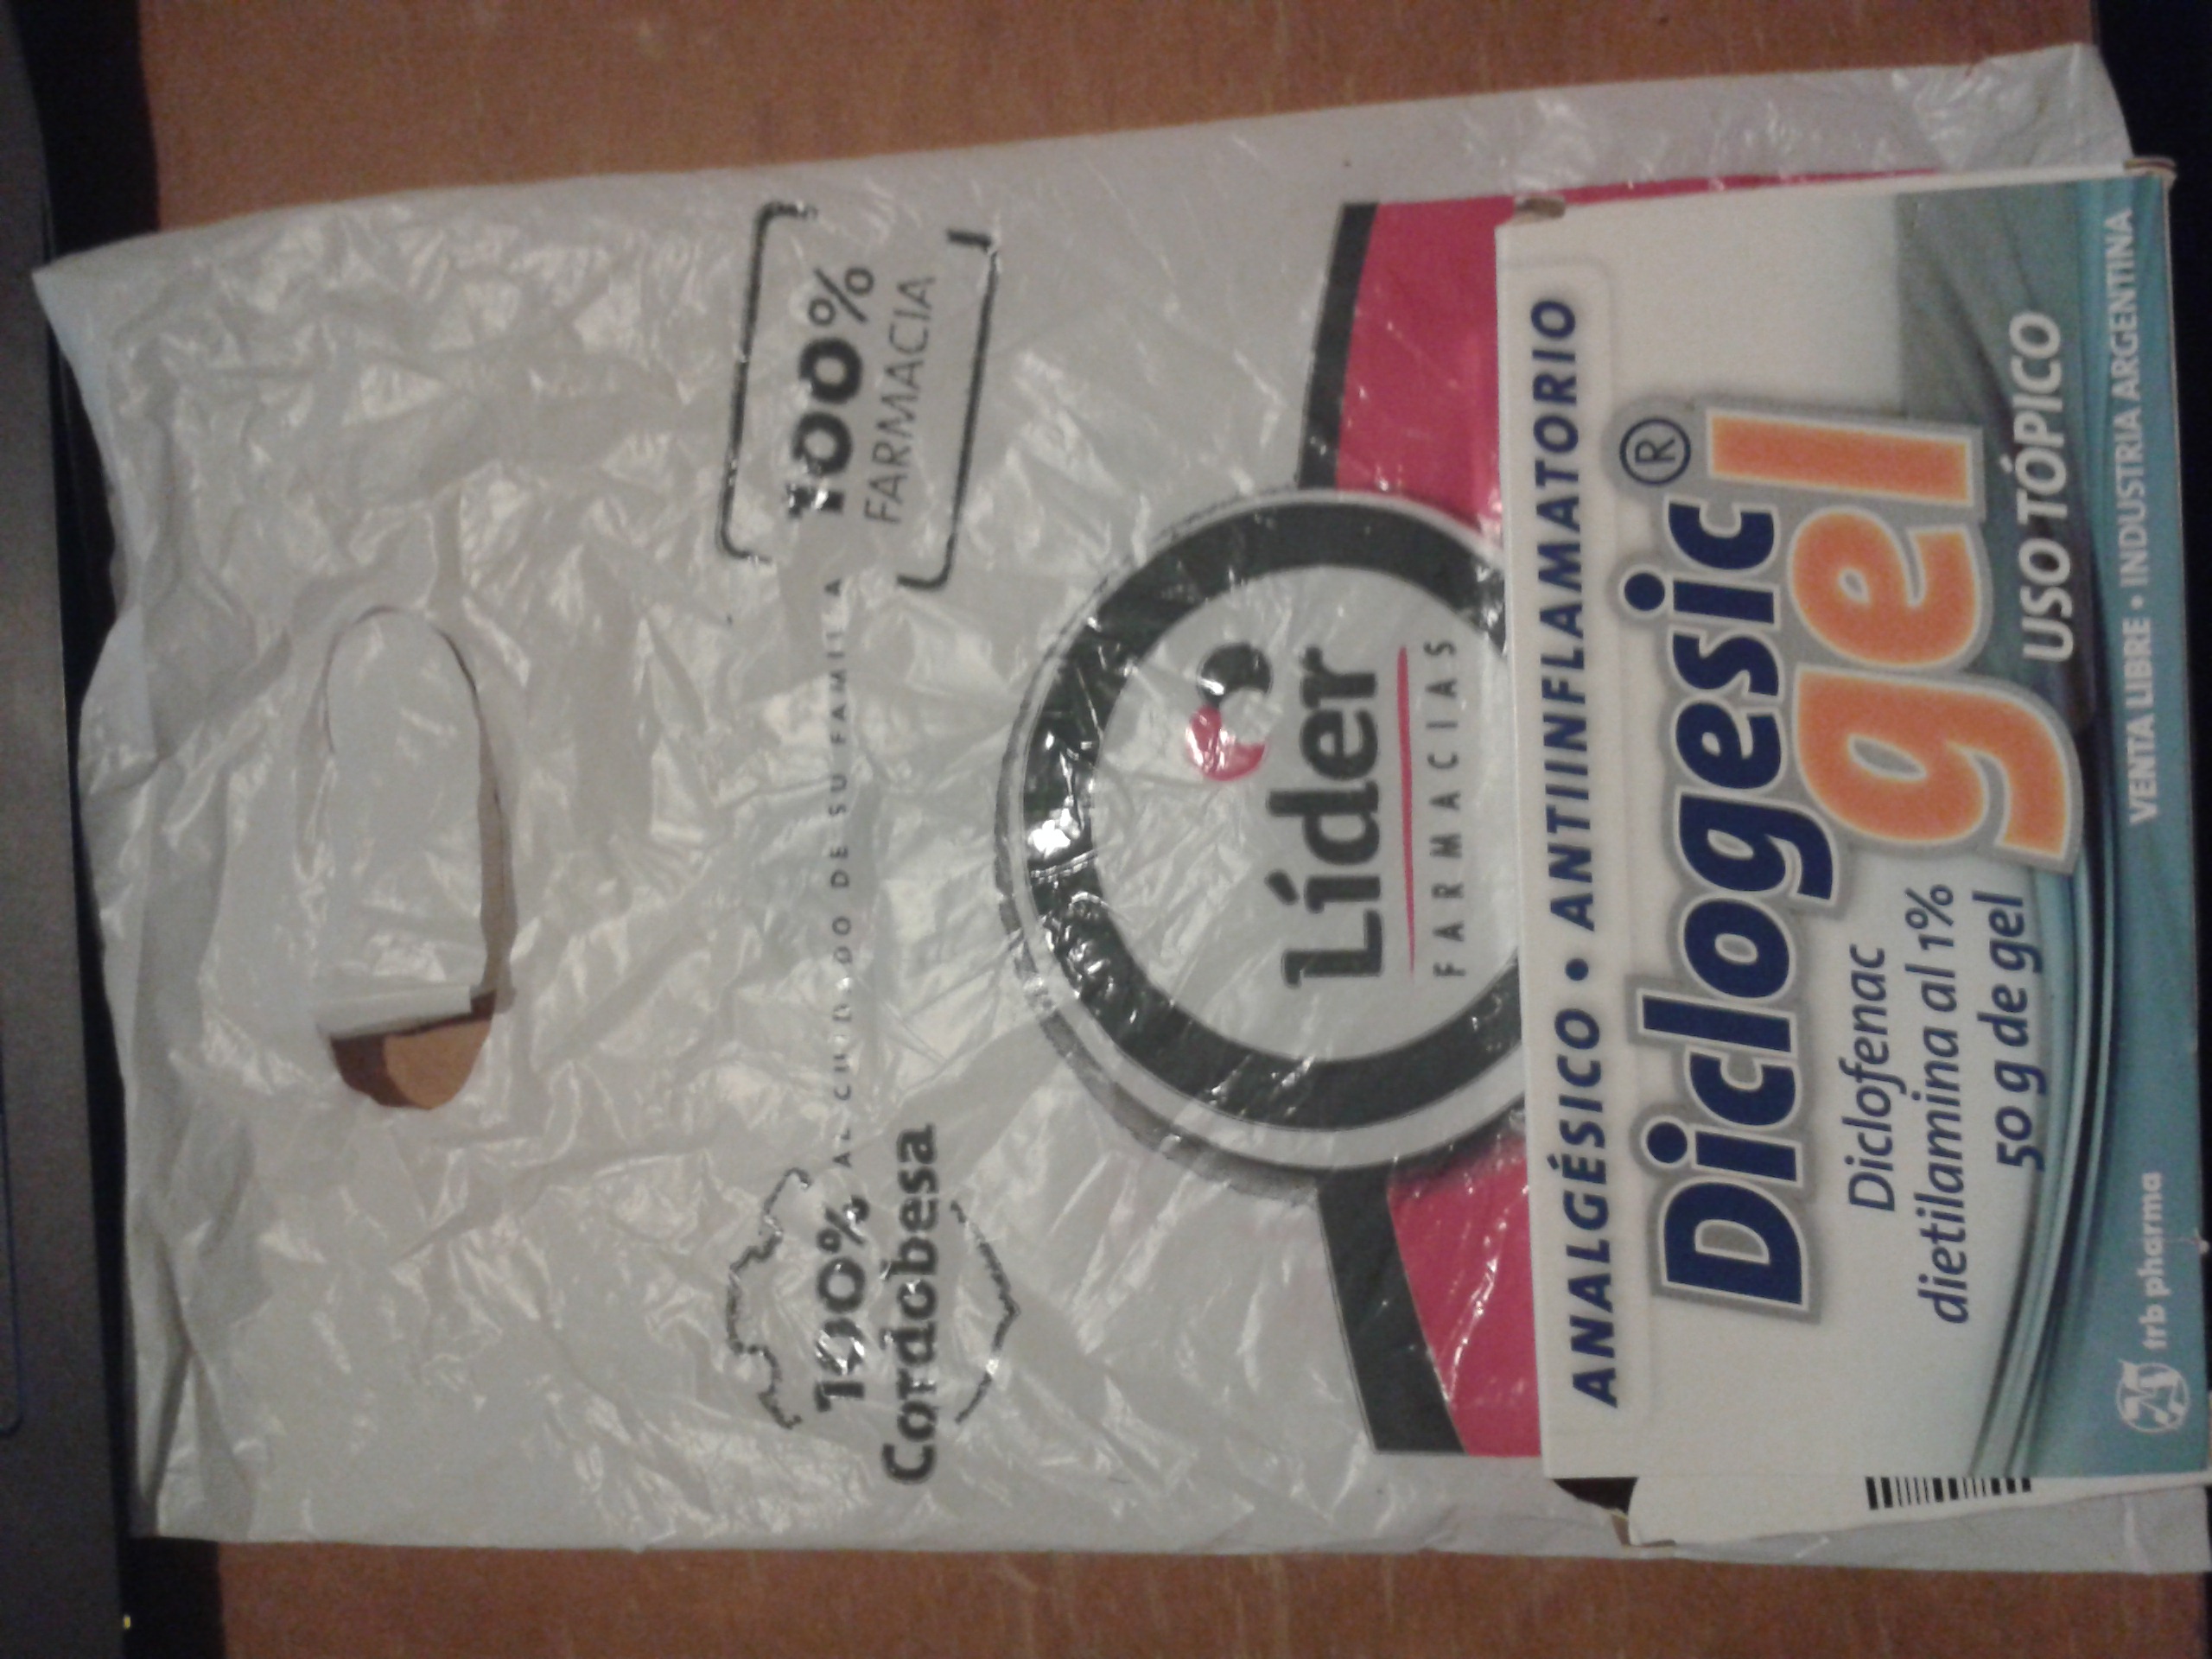 100%
Cordobesa
AL CUIDADO DE SU FAMILIA
100%
FARMACIA
Líder
FARMACIAS
ANALGÉSICO • ANTIINFLAMATORIO
Diclogesic®
gel
Diclofenac
dietilamina al 1%
50 g de gel
USO TÓPICO
trb pharma
VENTA LIBRE • INDUSTRIA ARGENTINA